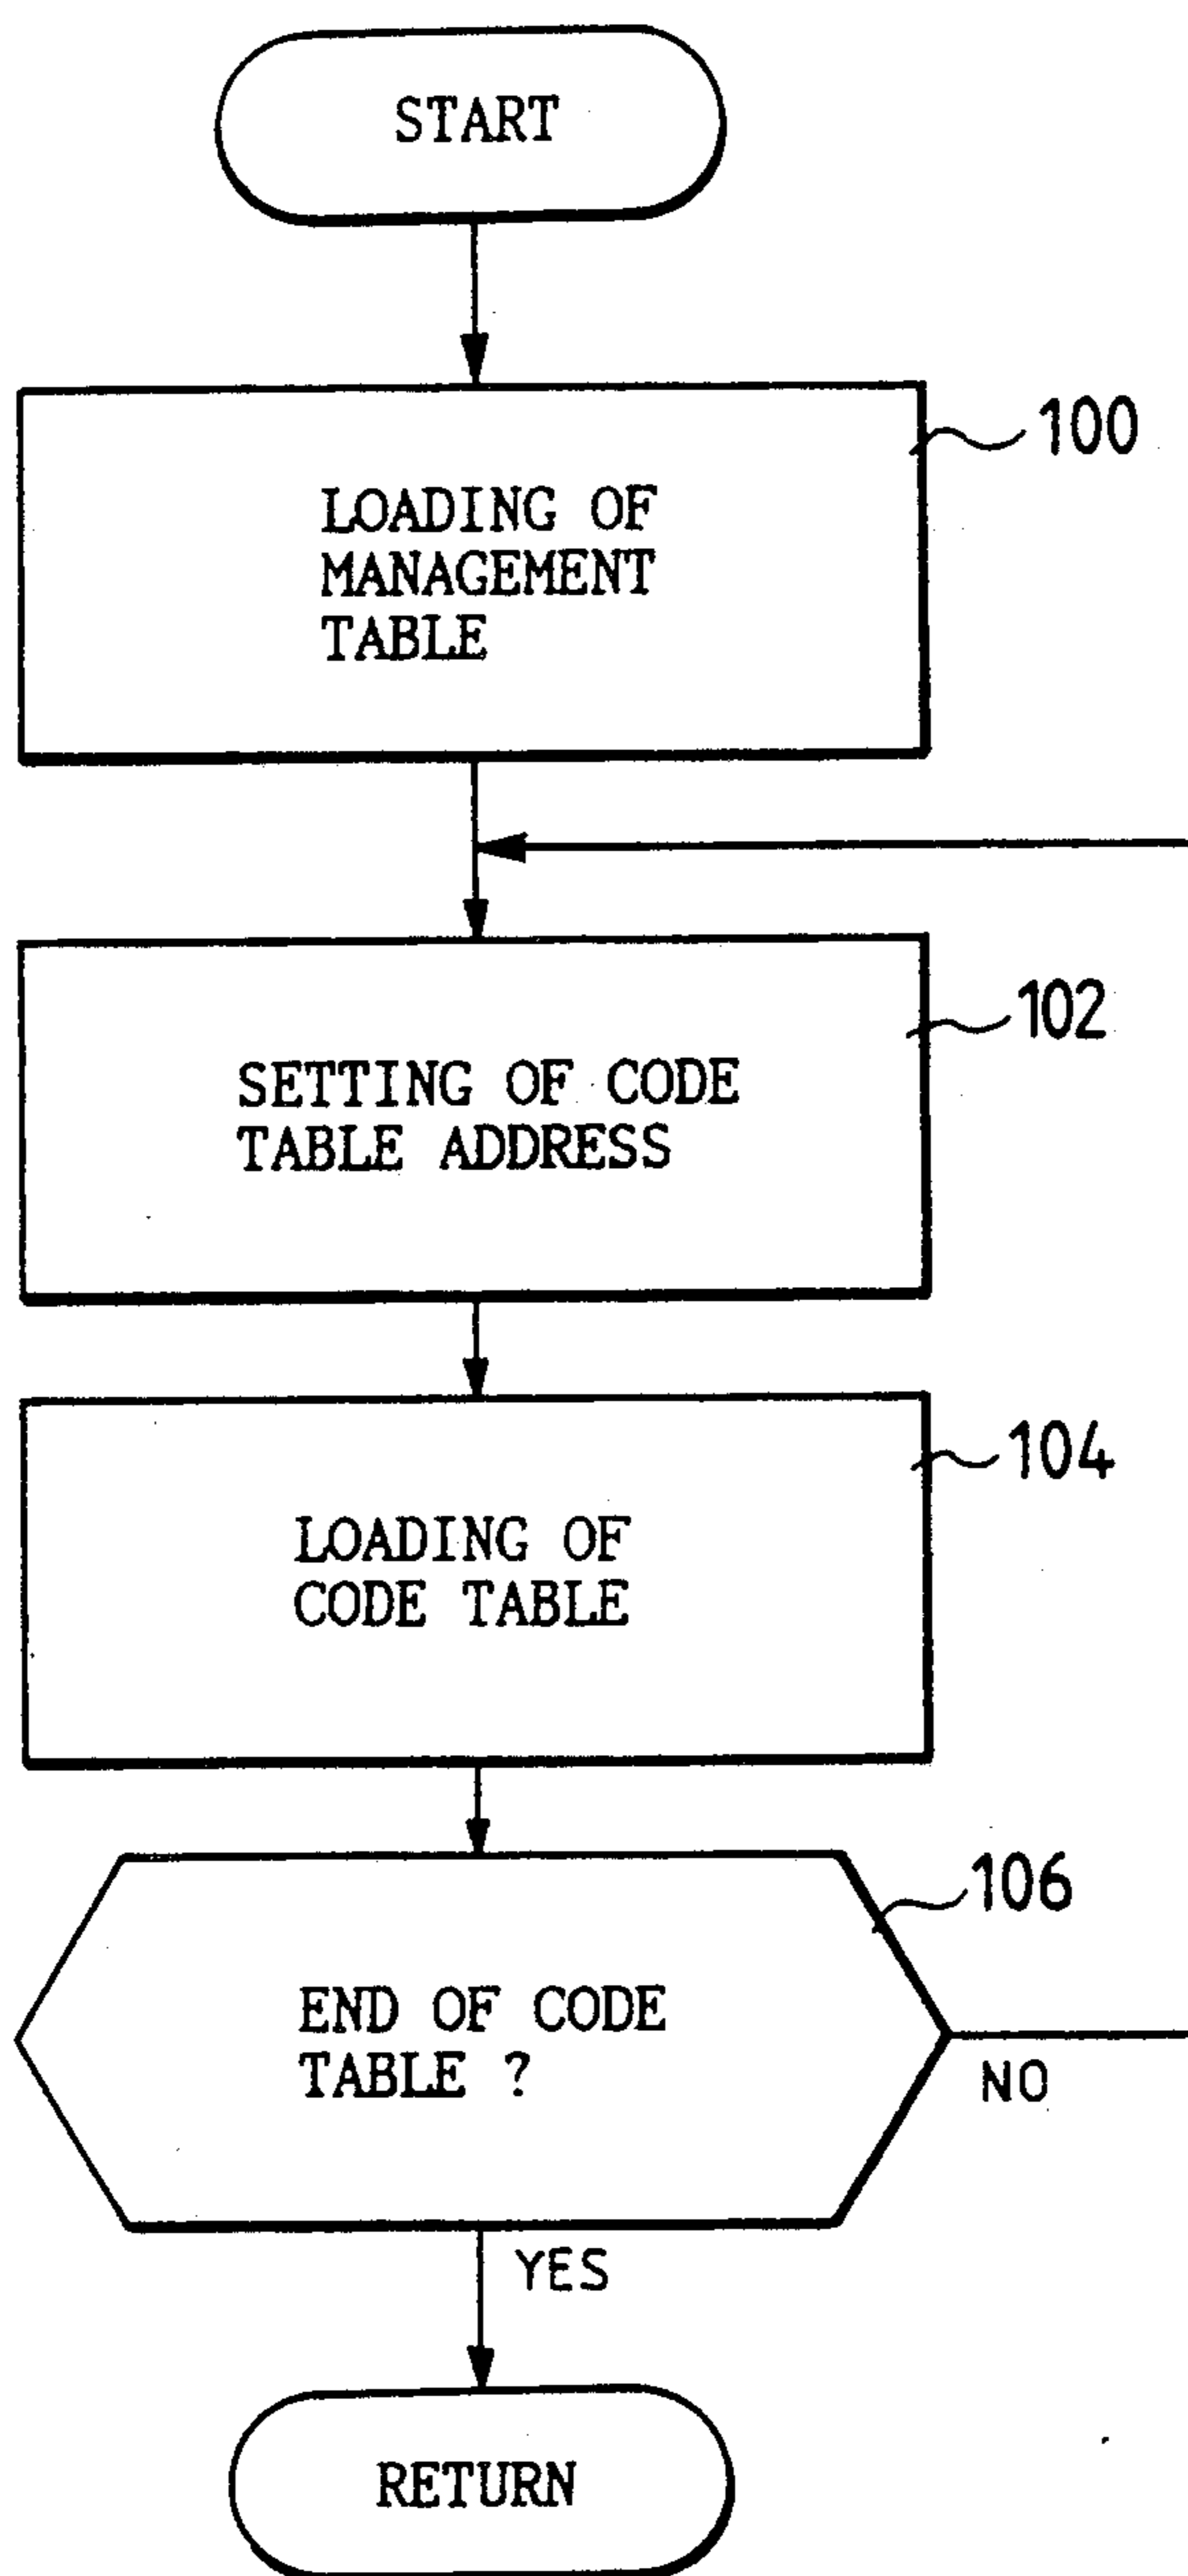 START
100
LOADING OF
MANAGEMENT
TABLE
102
SETTING OF CODE
TABLE ADDRESS
104
LOADING OF
CODE TABLE
106
END OF CODE
TABLE ?
NO
YES
RETURN